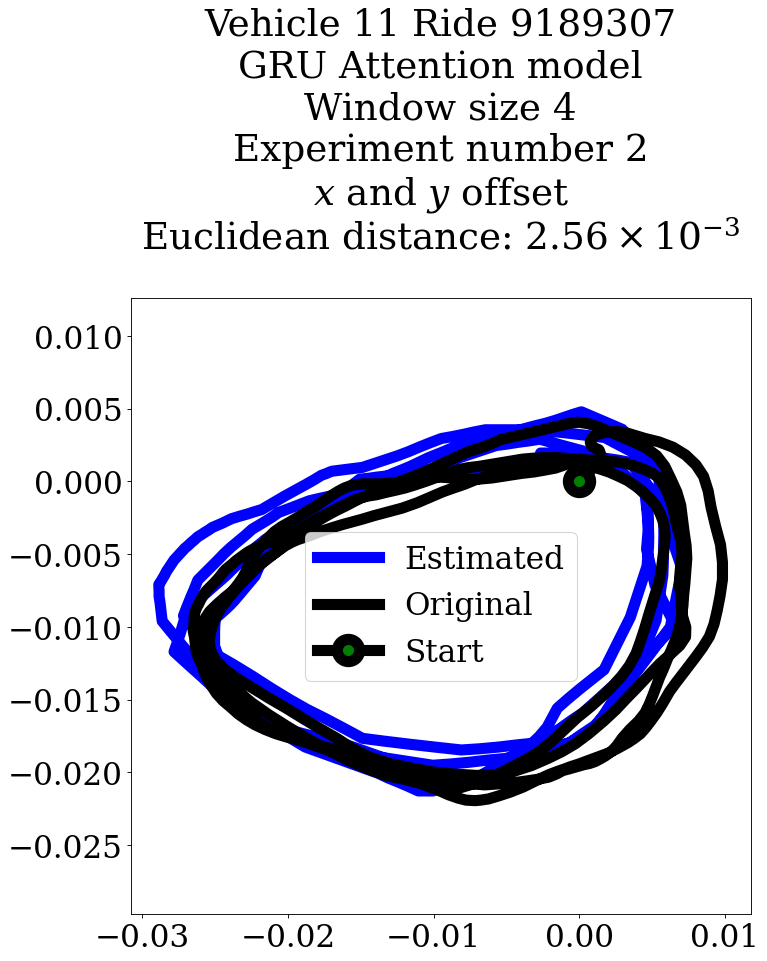 Vehicle 11 Ride 9189307
GRU Attention model
Window size 4
Experiment number 2
x and y offset
Euclidean distance: 2.56 × 10⁻³
0.010
0.005
0.000
−0.005
−0.010
−0.015
−0.020
−0.025
Estimated
Original
Start
−0.03 −0.02 −0.01 0.00 0.01